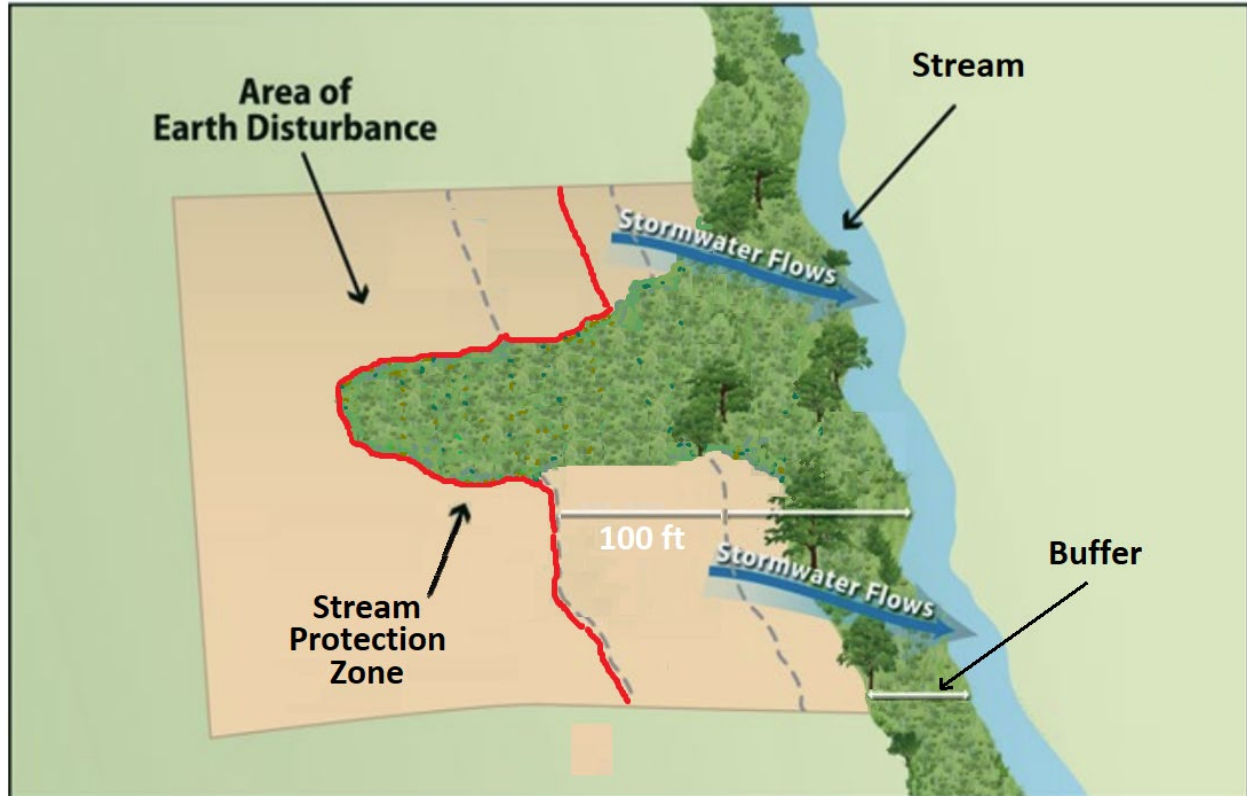 Area of
Earth Disturbance
Stream
Stormwater Flows
100 ft
Stormwater Flows
Buffer
Stream
Protection
Zone